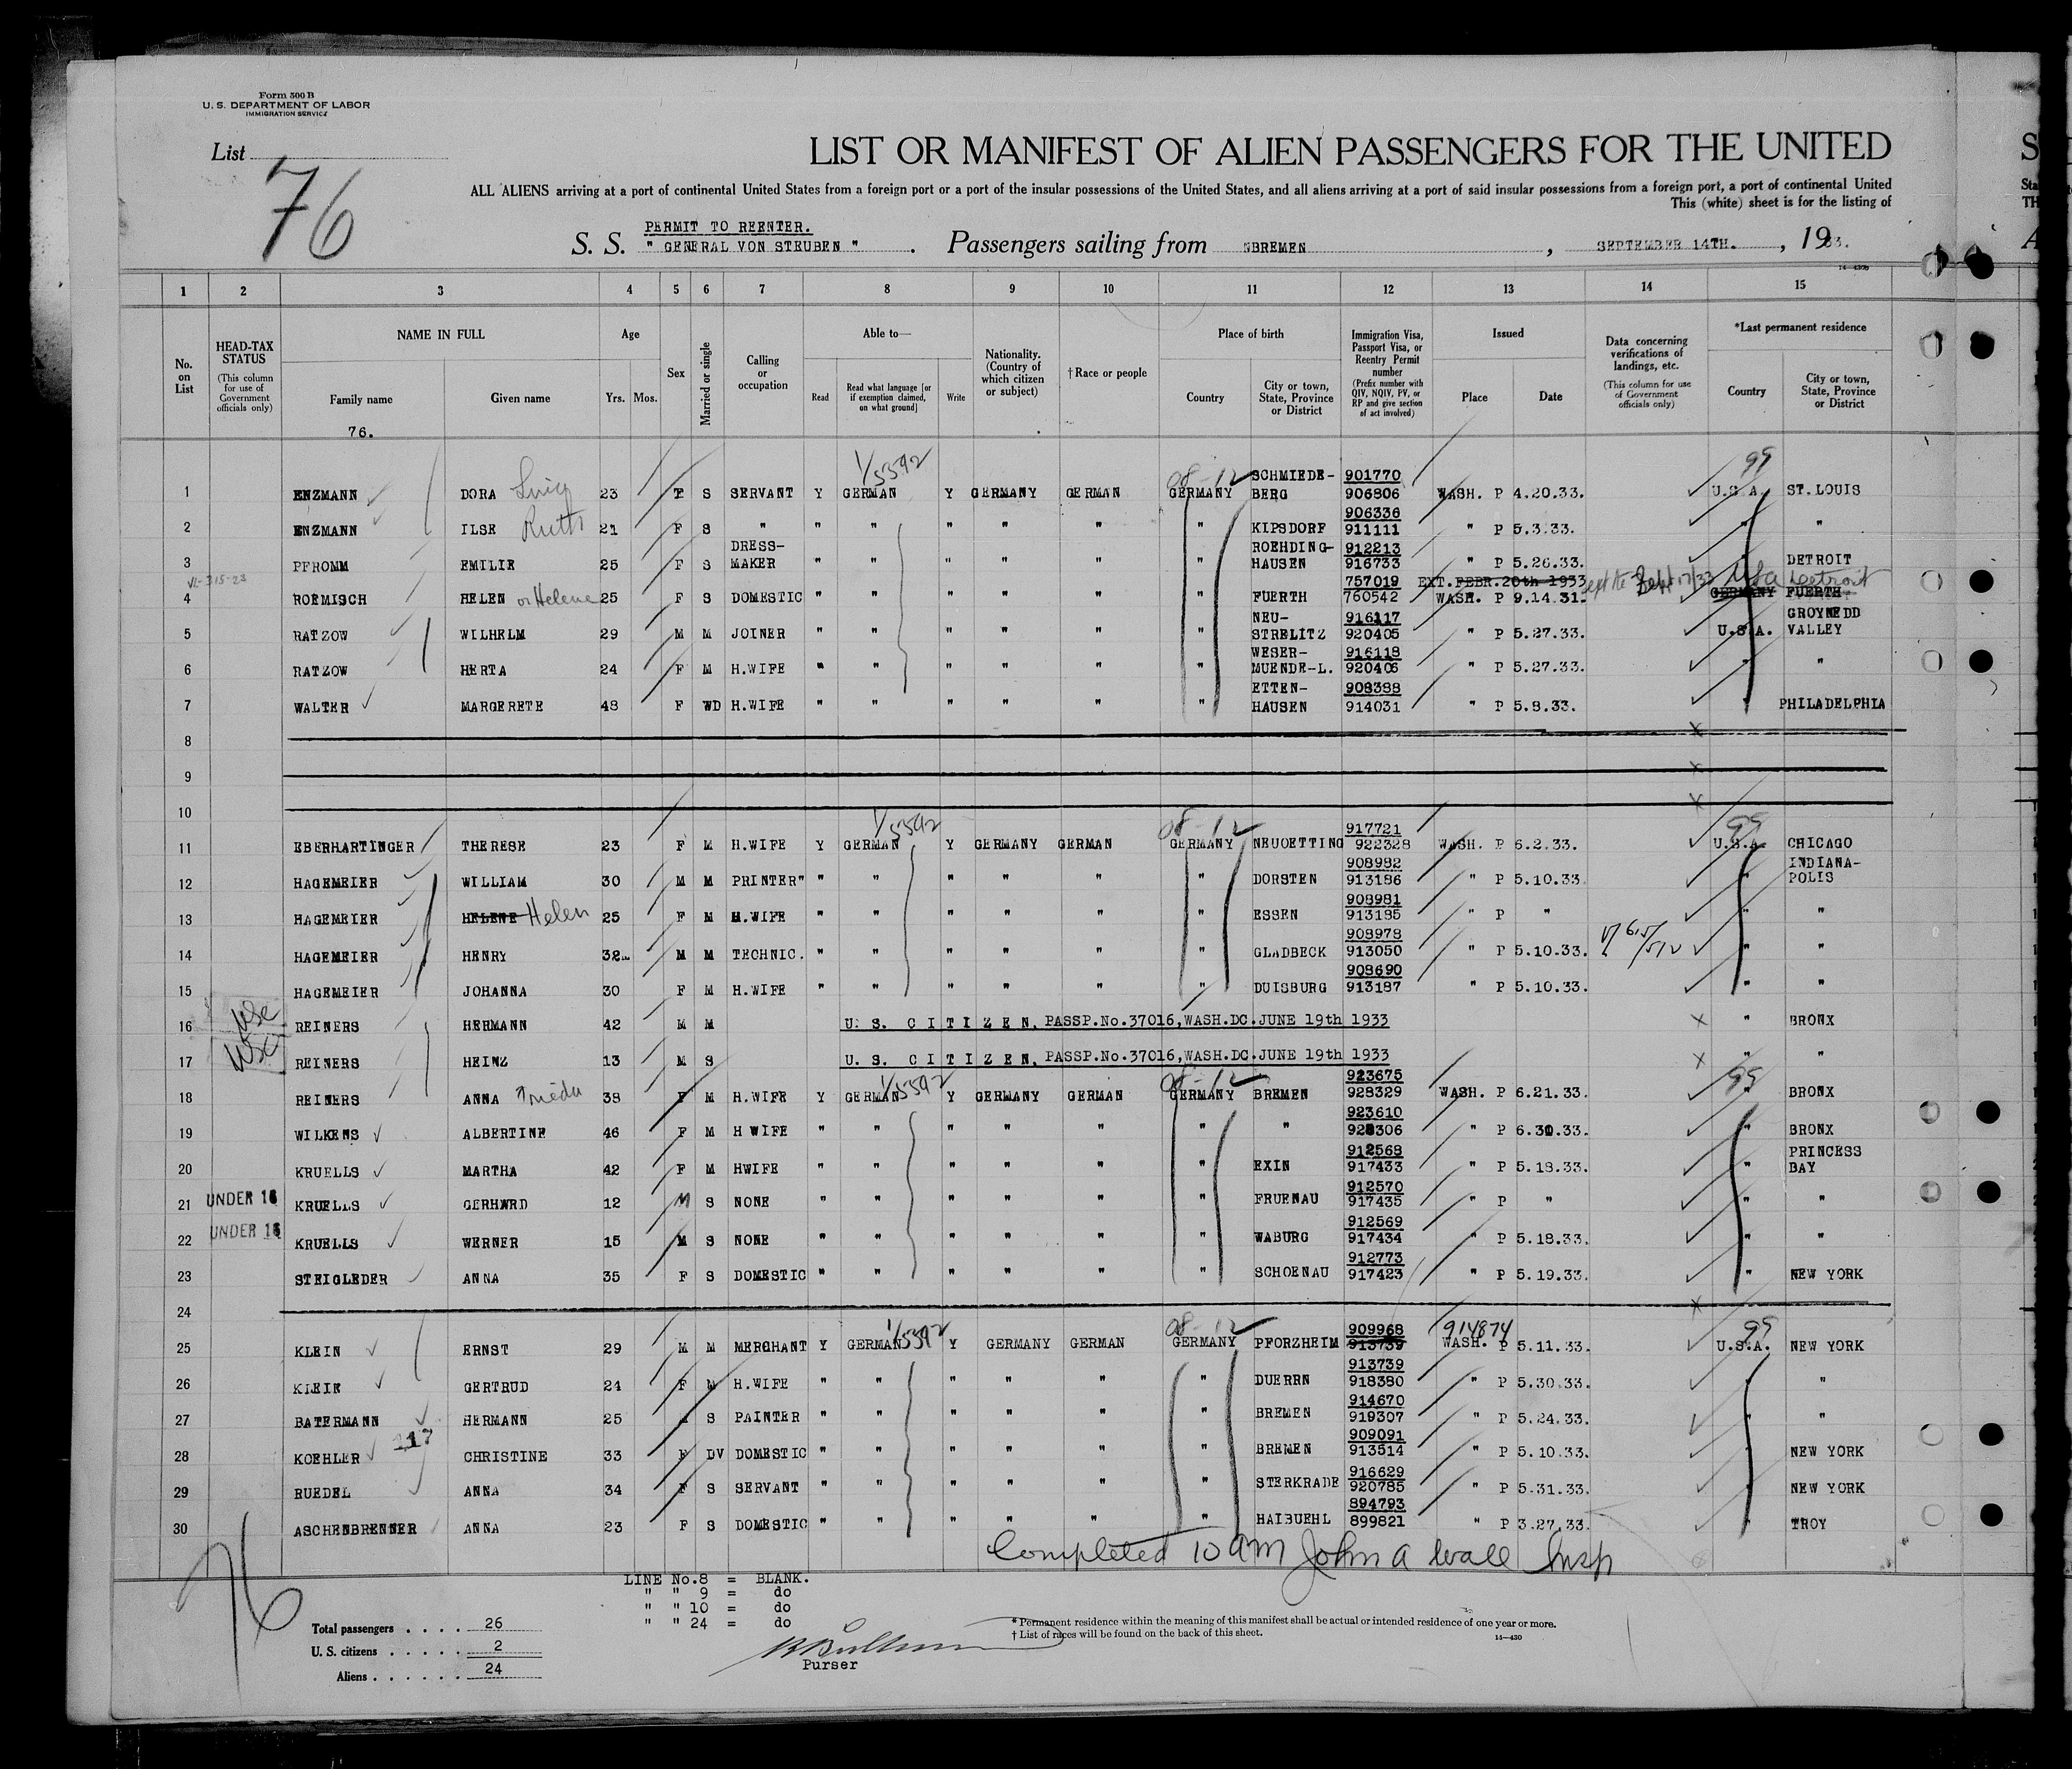 Form 500 B
U. S. DEPARTMENT OF LABOR
IMMIGRATION SERVICE
List
76
LIST OR MANIFEST OF ALIEN PASSENGERS FOR THE UNITED
ALL ALIENS arriving at a port of continental United States from a foreign port or a port of the insular possessions of the United States, and all aliens arriving at a port of said insular possessions from a foreign port, a port of continental United
This (white) sheet is for the listing of
PERMIT TO REENTER.
S. S. " GENERAL VON STEUBEN ". Passengers sailing from BREMEN, SEPTEMBER 14TH., 1933.
1 2 3 4 5 6 7 8 9 10 11 12 13 14 15
No. on List
HEAD-TAX STATUS (This column for use of Government officials only)
NAME IN FULL
Family name
Given name
Age
Yrs. Mos.
Sex
Married or single
Calling or occupation
Able to—
Read
Read what language [or if exemption claimed, on what ground]
Write
Nationality. (Country of which citizen or subject)
† Race or people
Place of birth
Country
City or town, State, Province or District
Immigration Visa, Passport Visa, or Reentry Permit number (Prefix number with QIV, NQIV, PV, or RP and give section of act involved)
Issued
Place
Date
Data concerning verifications of landings, etc. (This column for use of Government officials only)
*Last permanent residence
Country
City or town, State, Province or District
76.
1 ENZMANN DORA 23 F S SERVANT Y GERMAN Y GERMANY GERMAN GERMANY SCHMIEDE-BERG 901770 906806 WASH. P 4.20.33. U.S.A. ST.LOUIS
2 ENZMANN ILSE Ruth 21 F S " " " " " " " KIPSDORF 906336 911111 " P 5.3.33. " "
3 PFROMM EMILIE 25 F S DRESS-MAKER " " " " " " ROEHDING-HAUSEN 912213 916733 " P 5.26.33. " DETROIT
4 ROEMISCH HELEN or Helene 25 F S DOMESTIC " " " " " " FUERTH 757019 760542 EXT. FEBR.20th 1933 WASH. P 9.14.31. GERMANY FUERTH USA Detroit
5 RATZOW WILHELM 29 M M JOINER " " " " " " NEU-STRELITZ 916117 920405 " P 5.27.33. U.S.A. GROYNEDD VALLEY
6 RATZOW HERTA 24 F M H.WIFE " " " " " " WESER-MUENDE-L. 916118 920406 " P 5.27.33. " "
7 WALTER MARGERETE 48 F WD H.WIFE " " " " " " ETTEN-HAUSEN 908388 914031 " P 5.8.33. PHILADELPHIA
8
9
10
11 EBERHARTINGER THERESE 23 F M H.WIFE Y GERMAN Y GERMANY GERMAN GERMANY NEUOETTING 917721 922328 WASH. P 6.2.33. U.S.A. CHICAGO
12 HAGEMEIER WILLIAM 30 M M PRINTER" " " " " " " DORSTEN 908982 913186 " P 5.10.33. " INDIANA-POLIS
13 HAGEMEIER HELENE Helen 25 F M H.WIFE " " " " " " ESSEN 908981 913185 " P " " "
14 HAGEMEIER HENRY 32 M M TECHNIC. " " " " " " GLADBECK 908978 913050 " P 5.10.33. " "
15 HAGEMEIER JOHANNA 30 F M H.WIFE " " " " " " DUISBURG 908690 913187 " P 5.10.33. " "
16 USC REINERS HERMANN 42 M M U. S. C I T I Z E N, PASSP.No.37016,WASH.DC.JUNE 19th 1933 " BRONX
17 USC REINERS HEINZ 13 M S U. S. C I T I Z E N, PASSP.No.37016,WASH.DC.JUNE 19th 1933 " "
18 REINERS ANNA 38 F M H.WIFE Y GERMAN Y GERMANY GERMAN GERMANY BREMEN 923675 928329 WASH. P 6.21.33. BRONX
19 WILKENS ALBERTINE 46 F M H WIFE " " " " " " " 923610 928306 " P 6.30.33. " BRONX
20 KRUELLS MARTHA 42 F M HWIFE " " " " " " EXIN 912568 917433 " P 5.18.33. " PRINCESS BAY
21 UNDER 16 KRUELLS GERHARD 12 M S NONE " " " " " " FRUENAU 912570 917435 " P " " "
22 UNDER 16 KRUELLS WERNER 15 M S NONE " " " " " " WABURG 912569 917434 " P 5.18.33. " "
23 STEIGLEDER ANNA 35 F S DOMESTIC " " " " " " SCHOENAU 912773 917423 " P 5.19.33. " NEW YORK
24
25 KLEIN ERNST 29 M M MERCHANT Y GERMAN Y GERMANY GERMAN GERMANY PFORZHEIM 909968 913739 914874 WASH. P 5.11.33. U.S.A. NEW YORK
26 KLEIN GERTRUD 24 F M H.WIFE " " " " " " DUERRN 913739 918380 " P 5.30.33. " "
27 BATERMANN HERMANN 25 S PAINTER " " " " " " BREMEN 914670 919307 " P 5.24.33. " "
28 KOEHLER CHRISTINE 33 F DV DOMESTIC " " " " " " BREMEN 909091 913514 " P 5.10.33. " NEW YORK
29 RUEDEL ANNA 34 F S SERVANT " " " " " " STERKRADE 916629 920785 " P 5.31.33. " NEW YORK
30 ASCHENBRENNER ANNA 23 F S DOMESTIC " " " " " " HAIBUEHL 894793 899821 " P 3.27.33. " TROY
Completed 10 am John A Wall Insp
76
LINE No.8 = BLANK.
" " 9 = do
" " 10 = do
" " 24 = do
Total passengers . . . . 26
U. S. citizens . . . . . 2
Aliens . . . . . . 24
Purser
* Permanent residence within the meaning of this manifest shall be actual or intended residence of one year or more.
† List of races will be found on the back of this sheet.
14—430